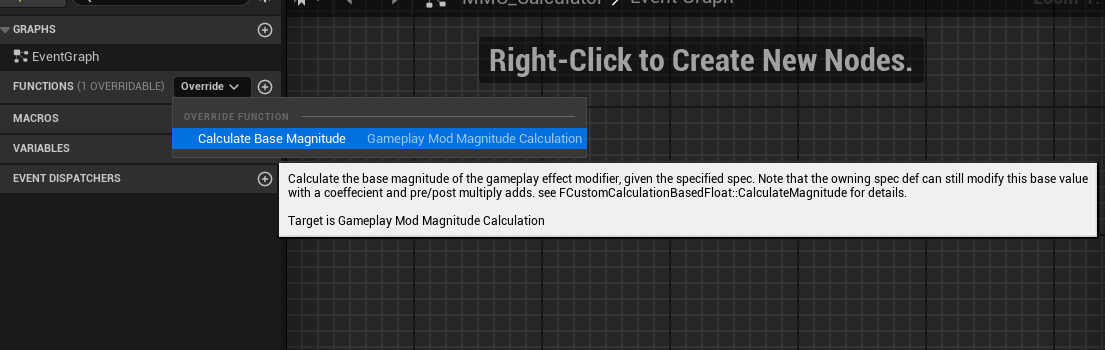 Event Graph
GRAPHS
Right-Click to Create New Nodes.
EventGraph
FUNCTIONS (1 OVERRIDABLE) Override
OVERRIDE FUNCTION
MACROS
Calculate Base Magnitude Gameplay Mod Magnitude Calculation
VARIABLES
EVENT DISPATCHERS
Calculate the base magnitude of the gameplay effect modifier, given the specified spec. Note that the owning spec def can still modify this base value
with a coeffecient and pre/post multiply adds. see FCustomCalculationBasedFloat::CalculateMagnitude for details.
Target is Gameplay Mod Magnitude Calculation